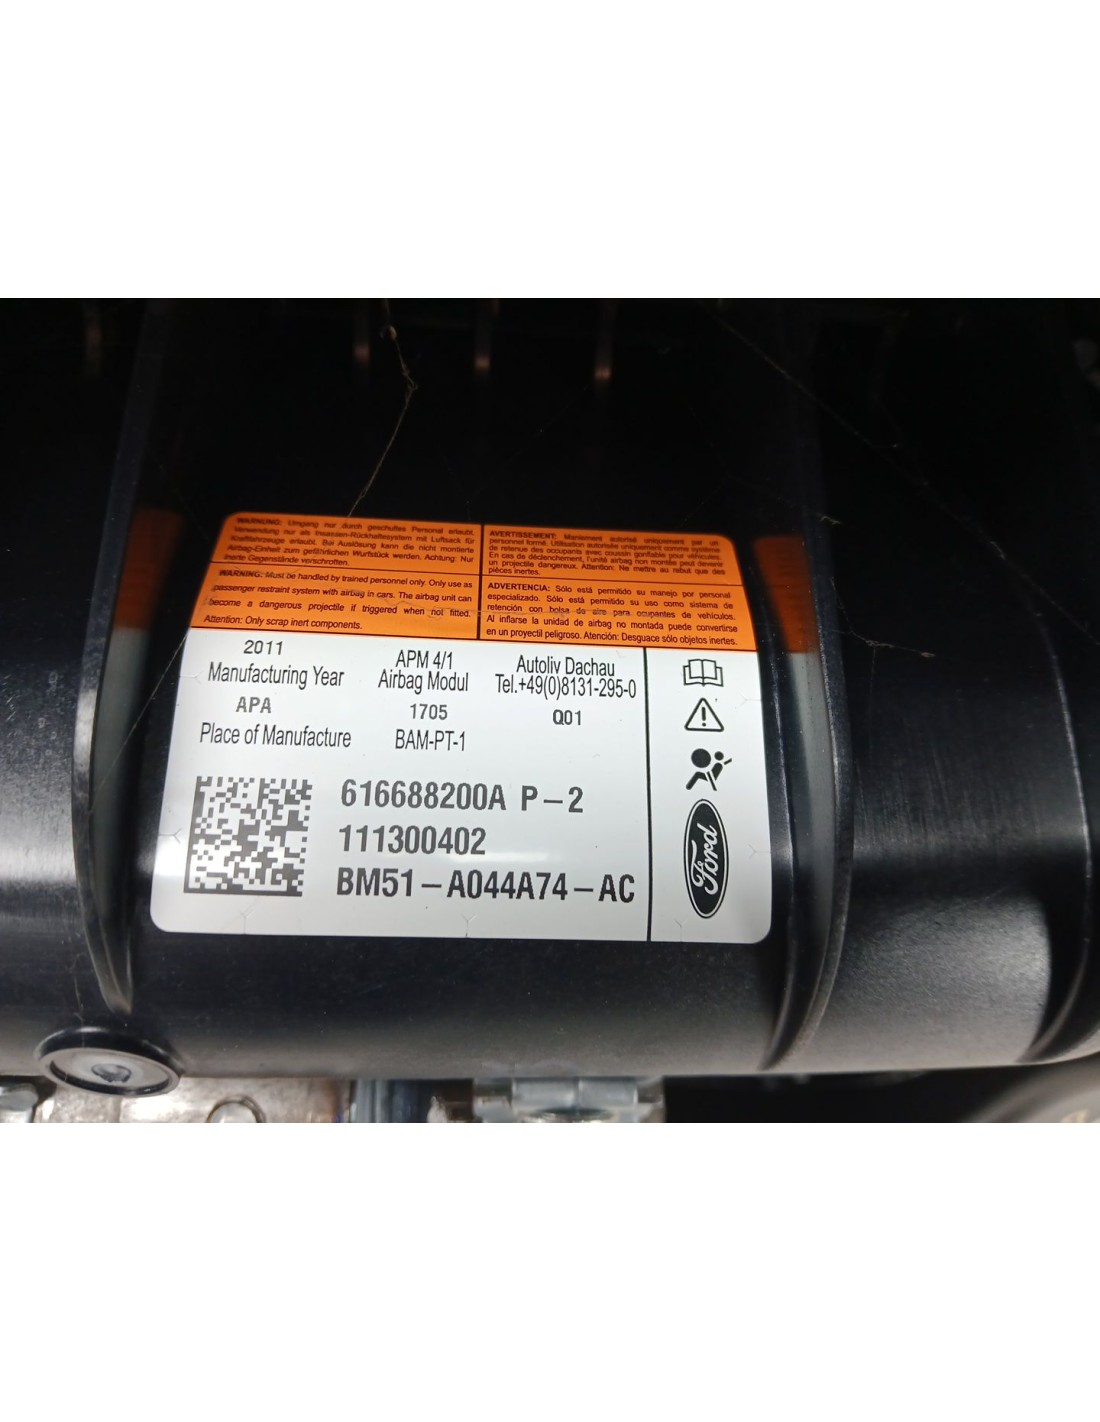 WARNUNG: Umgang nur durch geschultes Personal erlaubt.
Verwendung nur als Insassen-Rückhaltesystem mit Luftsack für
Kraftfahrzeuge erlaubt. Bei Auslösung kann die nicht montierte
Airbag-Einheit zum gefährlichen Wurfstück werden. Achtung: Nur
inerte Gegenstände verschrotten.
AVERTISSEMENT: Maniement autorisé uniquement par un
personnel formé. Utilisation autorisée uniquement comme système
de retenue des occupants avec coussin gonflable pour véhicules.
En cas de déclenchement, l'unité airbag non montée peut devenir
un projectile dangereux. Attention: Ne mettre au rebut que des
pièces inertes.
WARNING: Must be handled by trained personnel only. Only use as
passenger restraint system with airbag in cars. The airbag unit can
become a dangerous projectile if triggered when not fitted.
Attention: Only scrap inert components.
ADVERTENCIA: Sólo está permitido su manejo por personal
especializado. Sólo está permitido su uso como sistema de
retención con bolsa de aire para ocupantes de vehículos.
Al inflarse la unidad de airbag no montada puede convertirse
en un proyectil peligroso. Atención: Desguace sólo objetos inertes.
2011 APM 4/1 Autoliv Dachau
Manufacturing Year Airbag Modul Tel.+49(0)8131-295-0
APA 1705 Q01
Place of Manufacture BAM-PT-1
616688200A P-2
111300402
BM51-A044A74-AC
Ford